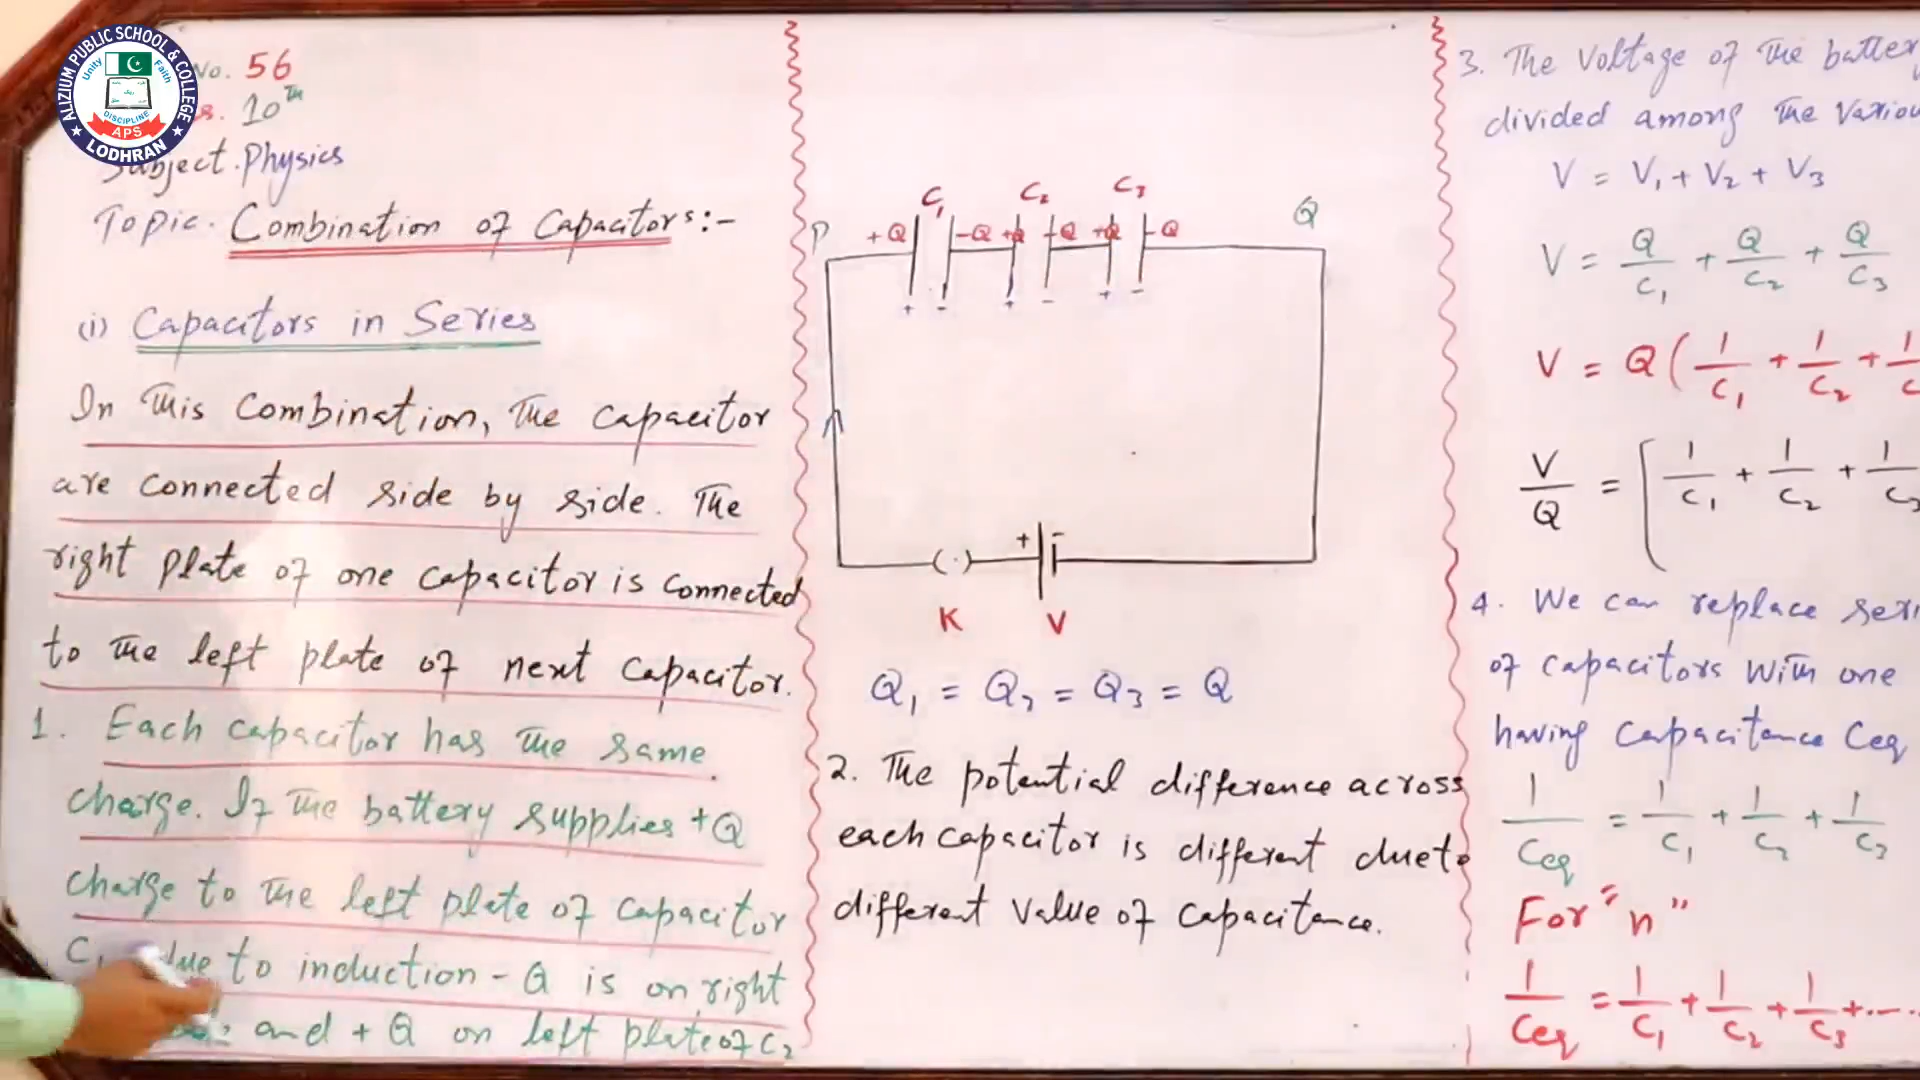 ALIZIUM PUBLIC SCHOOL & COLLEGE
Unity
Faith
DISCIPLINE
APS
LODHRAN
No. 56
10th
Subject. Physics
Topic. Combination of Capacitors:-
(i) Capacitors in Series
In This Combination, The capacitor
are connected side by side. The
right plate of one capacitor is connected
to The left plate of next capacitor.
1. Each capacitor has The same
charge. If The battery supplies +Q
charge to The left plate of capacitor
C1 due to induction -Q is on right
and +Q on left plate of C2
C1 C2 C3
P +Q -Q +Q -Q +Q -Q Q
+ - + - + -
+ -
K V
Q1 = Q2 = Q3 = Q
2. The potential difference across
each capacitor is different due to
different value of capacitance.
3. The voltage of The battery
divided among The various
V = V1 + V2 + V3
V = Q/C1 + Q/C2 + Q/C3
V = Q ( 1/C1 + 1/C2 + 1/C
V/Q = [ 1/C1 + 1/C2 + 1/C3
4. We can replace seri
of capacitors with one
having capacitance Ceq
1/Ceq = 1/C1 + 1/C2 + 1/C3
For "n"
1/Ceq = 1/C1 + 1/C2 + 1/C3 + ....